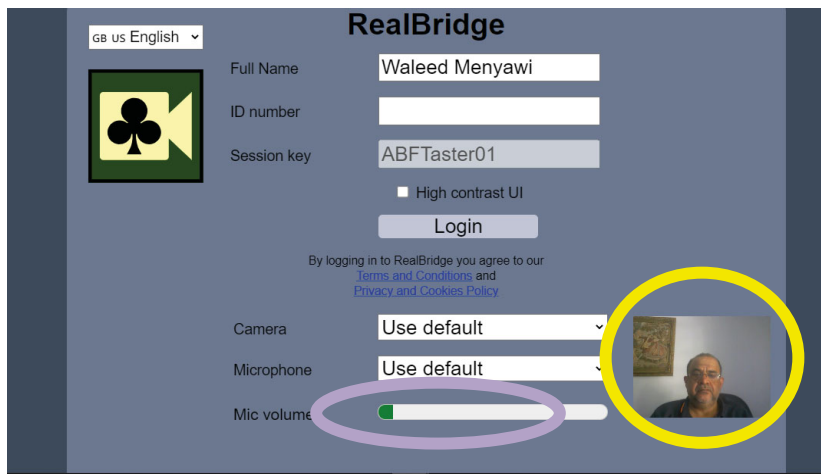 RealBridge
GB US English
Full Name Waleed Menyawi
ID number
Session key ABFTaster01
High contrast UI
Login
By logging in to RealBridge you agree to our
Terms and Conditions and
Privacy and Cookies Policy
Camera Use default
Microphone Use default
Mic volume